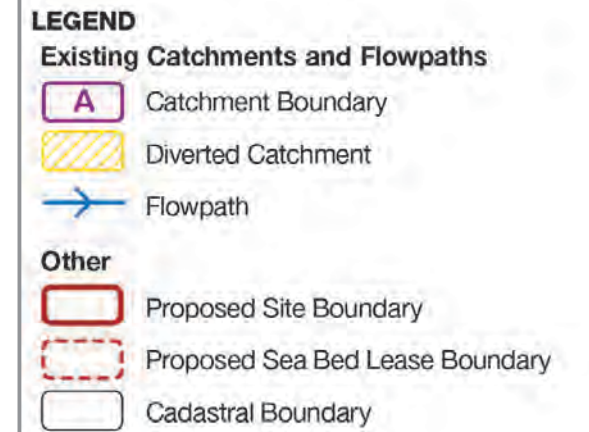 LEGEND
Existing Catchments and Flowpaths
A Catchment Boundary
Diverted Catchment
Flowpath
Other
Proposed Site Boundary
Proposed Sea Bed Lease Boundary
Cadastral Boundary